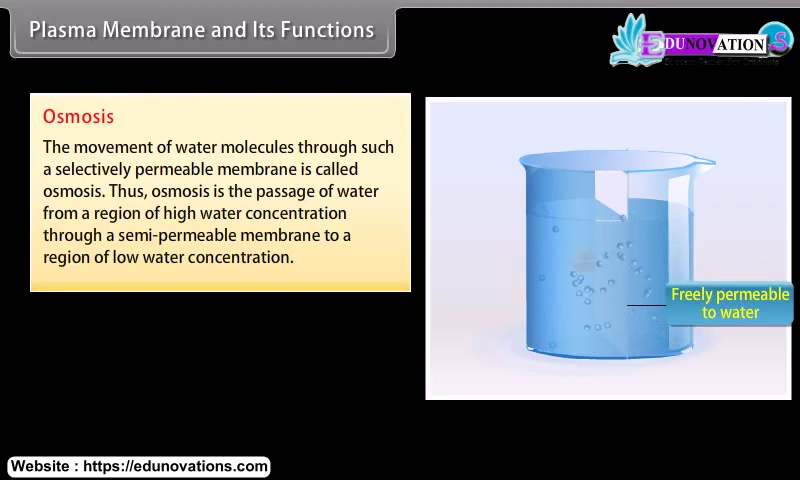 Plasma Membrane and Its Functions
EDUNOVATIONS
Osmosis
The movement of water molecules through such
a selectively permeable membrane is called
osmosis. Thus, osmosis is the passage of water
from a region of high water concentration
through a semi-permeable membrane to a
region of low water concentration.
Freely permeable
to water
Website : https://edunovations.com